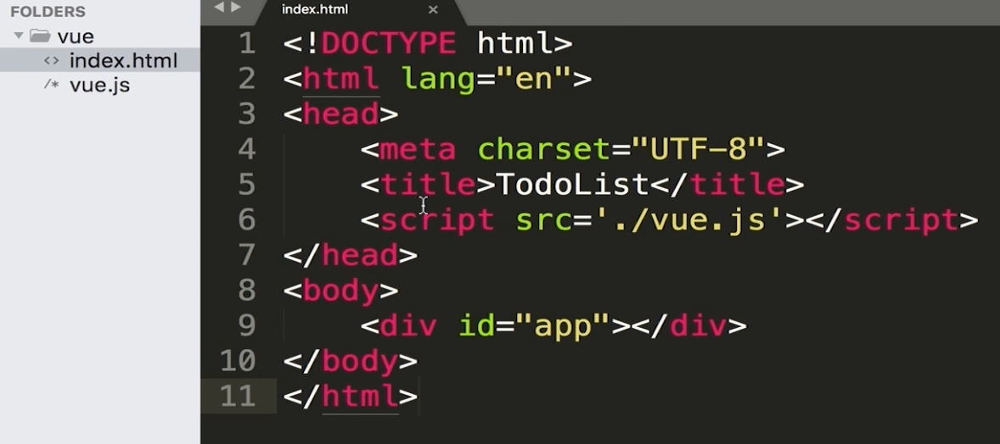 FOLDERS
vue
index.html
vue.js
index.html
1 <!DOCTYPE html>
2 <html lang="en">
3 <head>
4     <meta charset="UTF-8">
5     <title>TodoList</title>
6     <script src='./vue.js'></script>
7 </head>
8 <body>
9     <div id="app"></div>
10 </body>
11 </html>